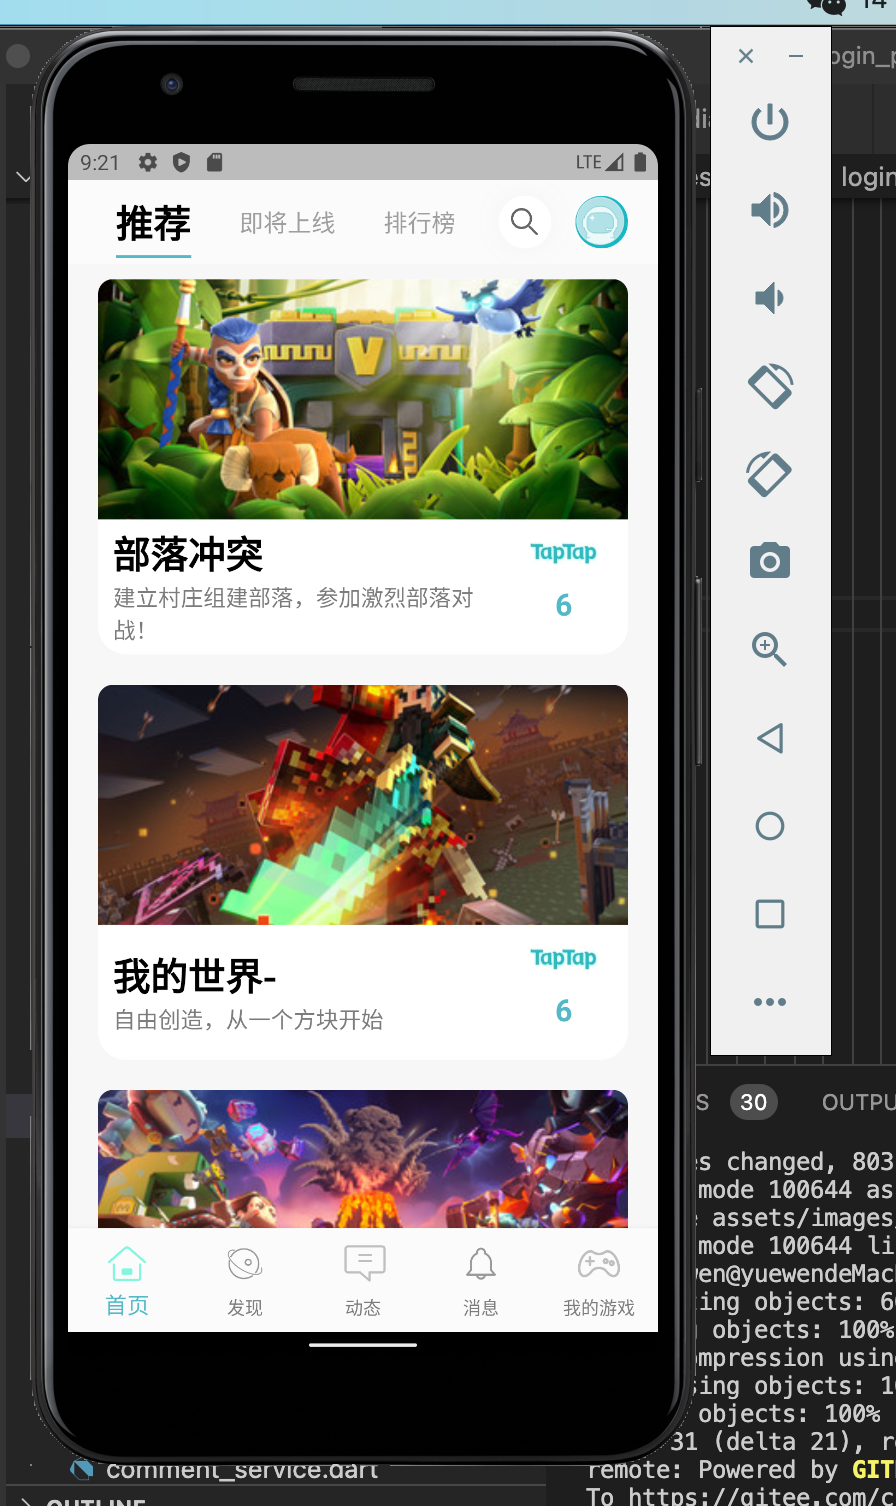 14
ogin_p
login
9:21
LTE
推荐
即将上线
排行榜
V
部落冲突
TapTap
建立村庄组建部落，参加激烈部落对
战！
6
我的世界-
TapTap
自由创造，从一个方块开始
6
首页
发现
动态
消息
我的游戏
S 30 OUTPU
s changed, 803
mode 100644 as
assets/images/
mode 100644 li
en@yuewendeMac
ing objects: 6
objects: 100%
mpression usin
sing objects: 1
objects: 100%
31 (delta 21), r
comment_service.dart
remote: Powered by GIT
OUTLINE
To https://gitee.com/c